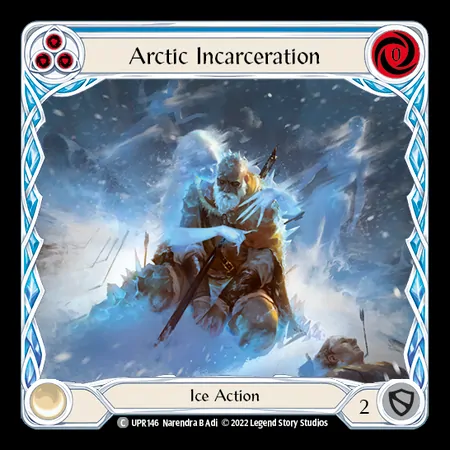 Arctic Incarceration
0
Ice Action
2
C UPR146 Narendra B Adi © 2022 Legend Story Studios